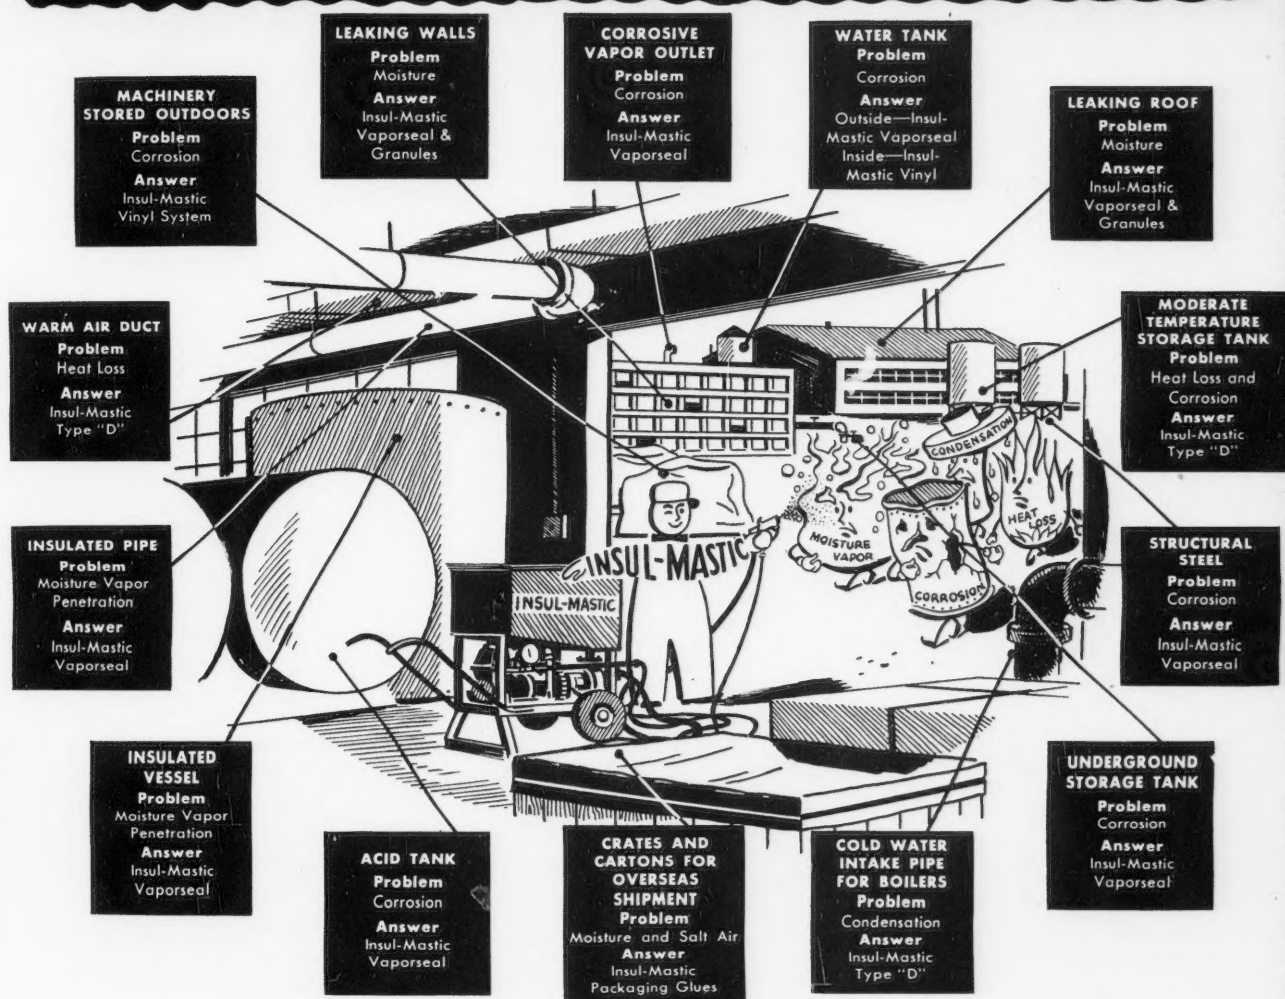 LEAKING WALLS
Problem
Moisture
Answer
Insul-Mastic
Vaporseal &
Granules
CORROSIVE
VAPOR OUTLET
Problem
Corrosion
Answer
Insul-Mastic
Vaporseal
WATER TANK
Problem
Corrosion
Answer
Outside—Insul-
Mastic Vaporseal
Inside—Insul-
Mastic Vinyl
MACHINERY
STORED OUTDOORS
Problem
Corrosion
Answer
Insul-Mastic
Vinyl System
LEAKING ROOF
Problem
Moisture
Answer
Insul-Mastic
Vaporseal &
Granules
WARM AIR DUCT
Problem
Heat Loss
Answer
Insul-Mastic
Type "D"
MODERATE
TEMPERATURE
STORAGE TANK
Problem
Heat Loss and
Corrosion
Answer
Insul-Mastic
Type "D"
CONDENSATION
HEAT
LOSS
MOISTURE
VAPOR
CORROSION
INSUL-MASTIC
INSUL-MASTIC
INSULATED PIPE
Problem
Moisture Vapor
Penetration
Answer
Insul-Mastic
Vaporseal
STRUCTURAL
STEEL
Problem
Corrosion
Answer
Insul-Mastic
Vaporseal
INSULATED
VESSEL
Problem
Moisture Vapor
Penetration
Answer
Insul-Mastic
Vaporseal
ACID TANK
Problem
Corrosion
Answer
Insul-Mastic
Vaporseal
CRATES AND
CARTONS FOR
OVERSEAS
SHIPMENT
Problem
Moisture and Salt Air
Answer
Insul-Mastic
Packaging Glues
COLD WATER
INTAKE PIPE
FOR BOILERS
Problem
Condensation
Answer
Insul-Mastic
Type "D"
UNDERGROUND
STORAGE TANK
Problem
Corrosion
Answer
Insul-Mastic
Vaporseal